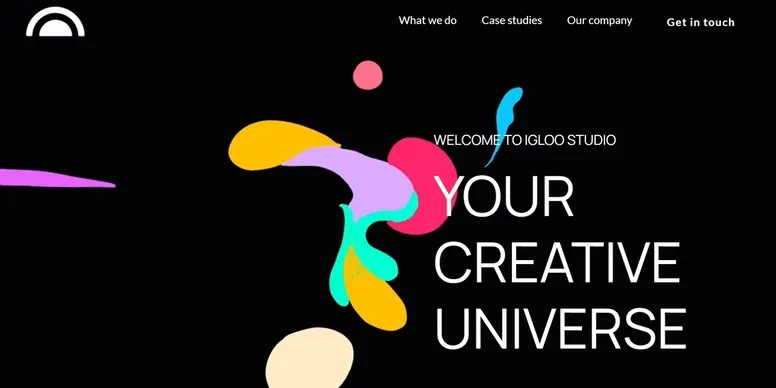 What we do
Case studies
Our company
Get in touch
WELCOME TO IGLOO STUDIO
YOUR
CREATIVE
UNIVERSE